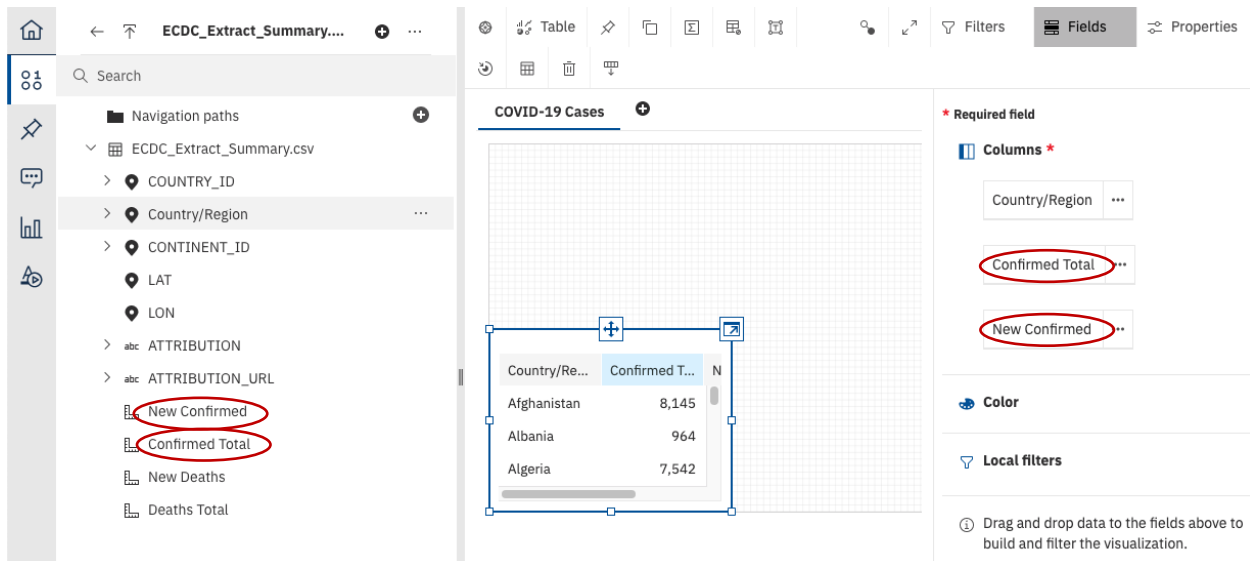 ECDC_Extract_Summary....
Search
Navigation paths
ECDC_Extract_Summary.csv
COUNTRY_ID
Country/Region
CONTINENT_ID
LAT
LON
abc ATTRIBUTION
abc ATTRIBUTION_URL
New Confirmed
Confirmed Total
New Deaths
Deaths Total
Table
Filters
Fields
Properties
COVID-19 Cases
Country/Re... Confirmed T... N
Afghanistan 8,145
Albania 964
Algeria 7,542
* Required field
Columns *
Country/Region
Confirmed Total
New Confirmed
Color
Local filters
Drag and drop data to the fields above to
build and filter the visualization.